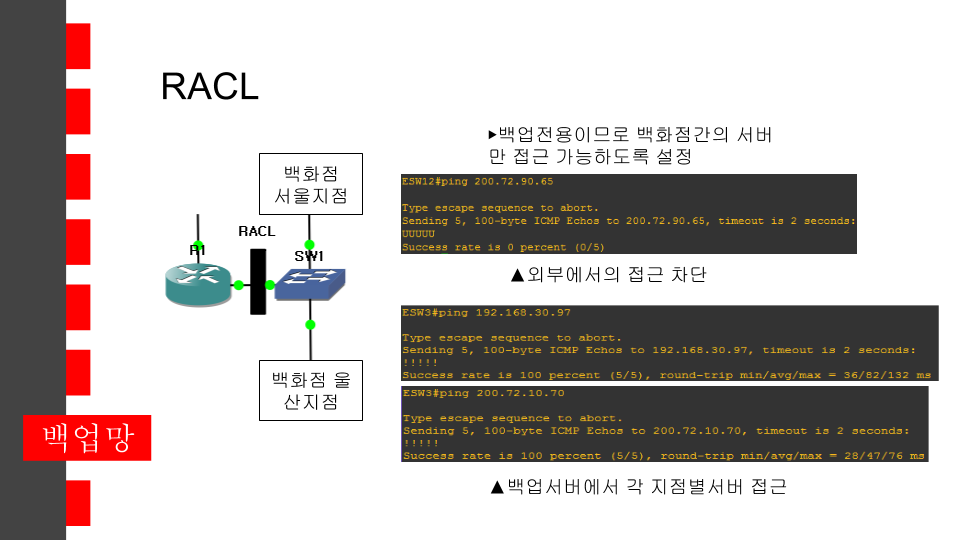 RACL
▶백업전용이므로 백화점간의 서버
만 접근 가능하도록 설정
백화점
서울지점
RACL
R1
SW1
백화점 울
산지점
ESW12#ping 200.72.90.65
Type escape sequence to abort.
Sending 5, 100-byte ICMP Echos to 200.72.90.65, timeout is 2 seconds:
UUUUU
Success rate is 0 percent (0/5)
▲외부에서의 접근 차단
ESW3#ping 192.168.30.97
Type escape sequence to abort.
Sending 5, 100-byte ICMP Echos to 192.168.30.97, timeout is 2 seconds:
!!!!!
Success rate is 100 percent (5/5), round-trip min/avg/max = 36/82/132 ms
ESW3#ping 200.72.10.70
Type escape sequence to abort.
Sending 5, 100-byte ICMP Echos to 200.72.10.70, timeout is 2 seconds:
!!!!!
Success rate is 100 percent (5/5), round-trip min/avg/max = 28/47/76 ms
▲백업서버에서 각 지점별서버 접근
백업망